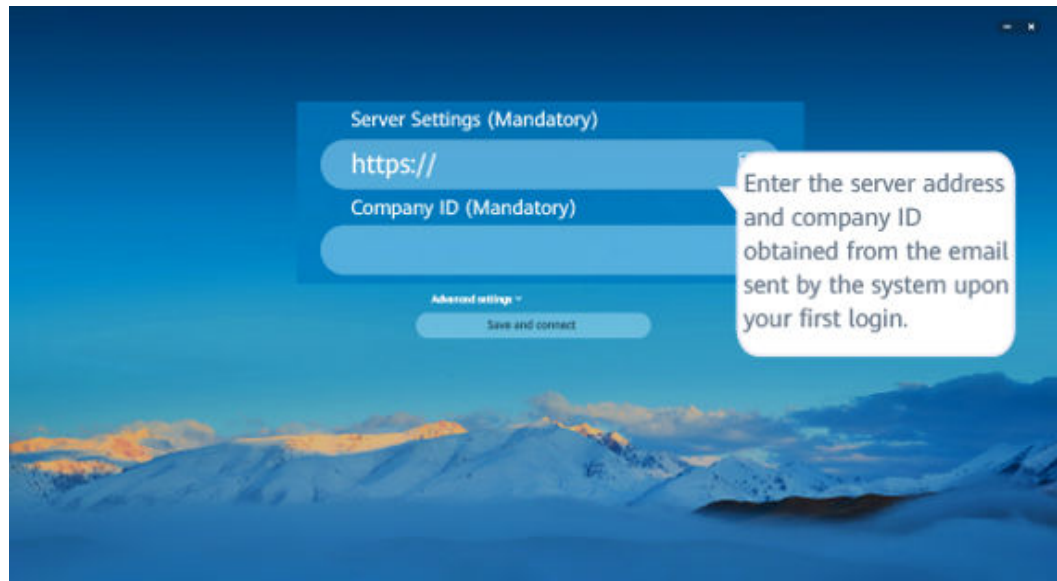 Server Settings (Mandatory)
https://
Company ID (Mandatory)
Advanced settings
Save and connect
Enter the server address
and company ID
obtained from the email
sent by the system upon
your first login.